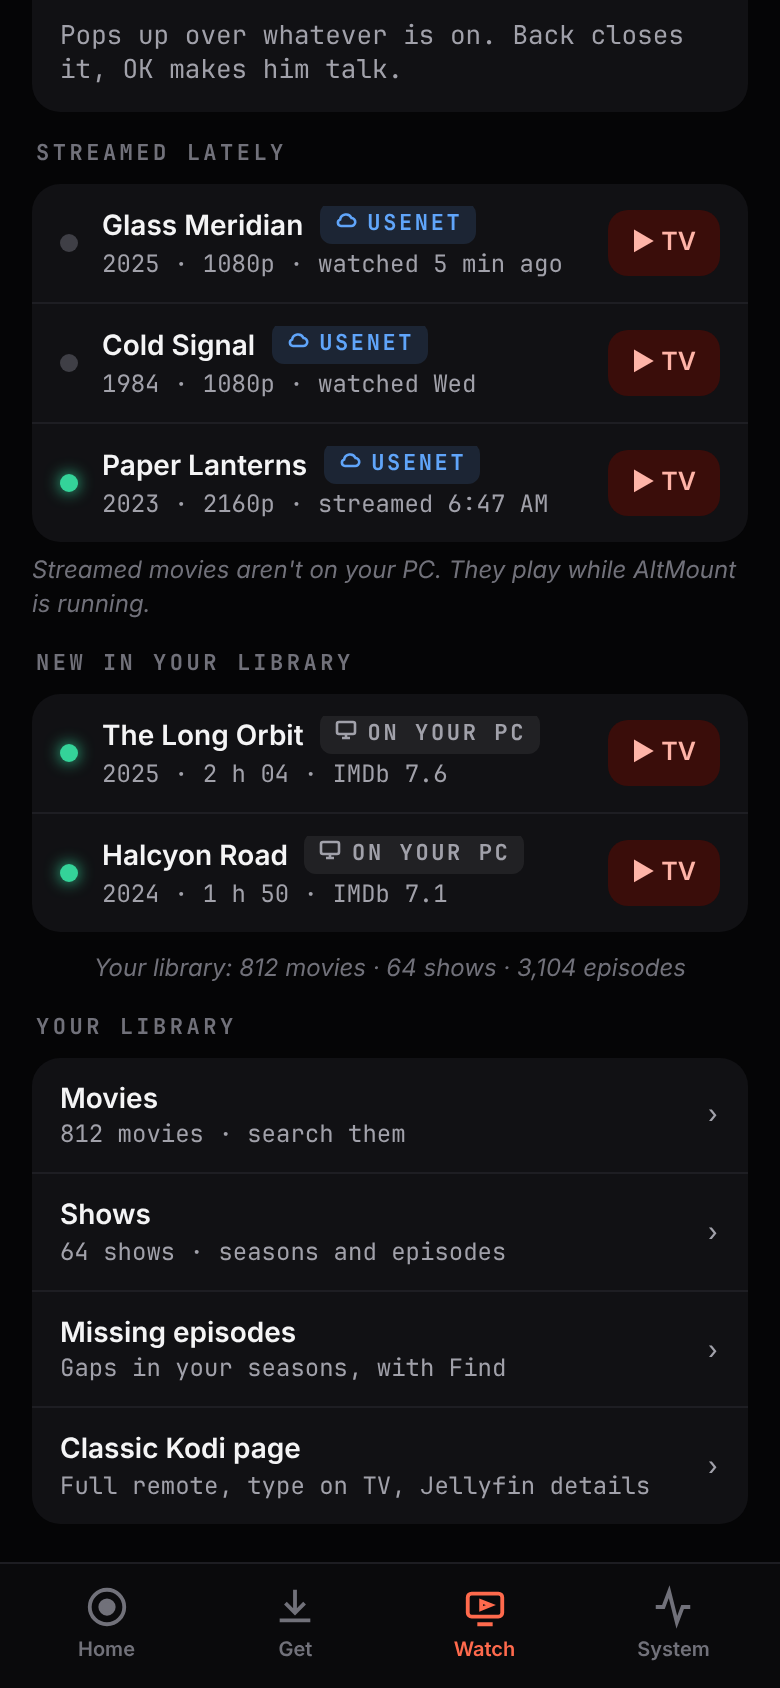 Pops up over whatever is on. Back closes
it, OK makes him talk.
STREAMED LATELY
Glass Meridian USENET
2025 · 1080p · watched 5 min ago
▶ TV
Cold Signal USENET
1984 · 1080p · watched Wed
▶ TV
Paper Lanterns USENET
2023 · 2160p · streamed 6:47 AM
▶ TV
Streamed movies aren't on your PC. They play while AltMount
is running.
NEW IN YOUR LIBRARY
The Long Orbit ON YOUR PC
2025 · 2 h 04 · IMDb 7.6
▶ TV
Halcyon Road ON YOUR PC
2024 · 1 h 50 · IMDb 7.1
▶ TV
Your library: 812 movies · 64 shows · 3,104 episodes
YOUR LIBRARY
Movies
812 movies · search them
Shows
64 shows · seasons and episodes
Missing episodes
Gaps in your seasons, with Find
Classic Kodi page
Full remote, type on TV, Jellyfin details
Home
Get
Watch
System